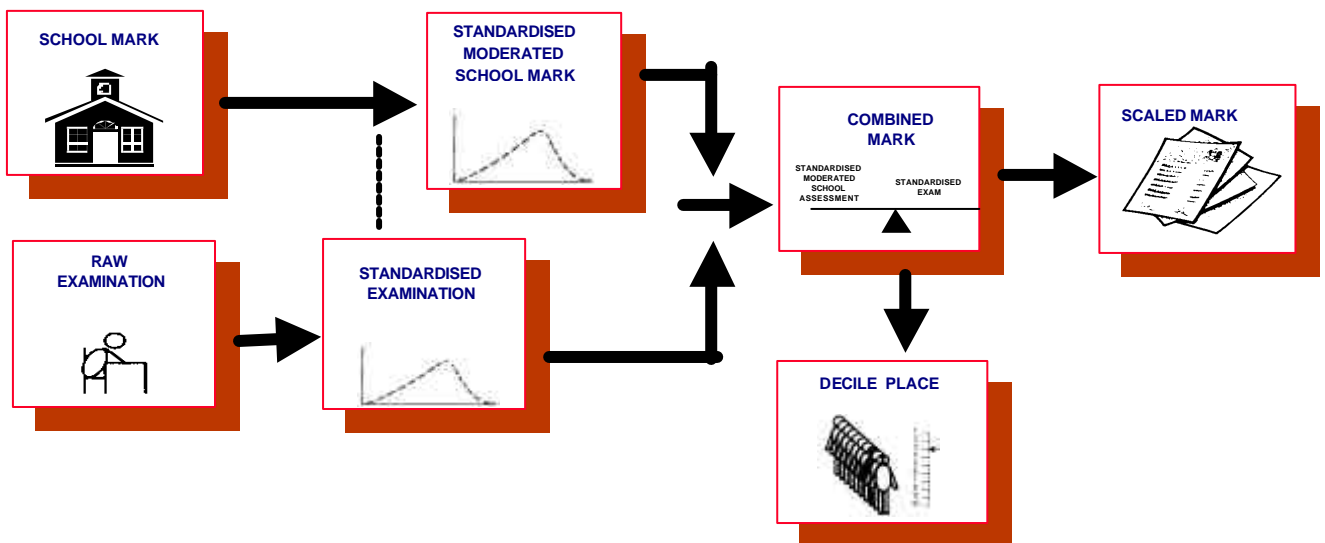 SCHOOL MARK
STANDARDISED
MODERATED
SCHOOL MARK
COMBINED
MARK
STANDARDISED
MODERATED
SCHOOL
ASSESSMENT
STANDARDISED
EXAM
SCALED MARK
RAW
EXAMINATION
STANDARDISED
EXAMINATION
DECILE PLACE